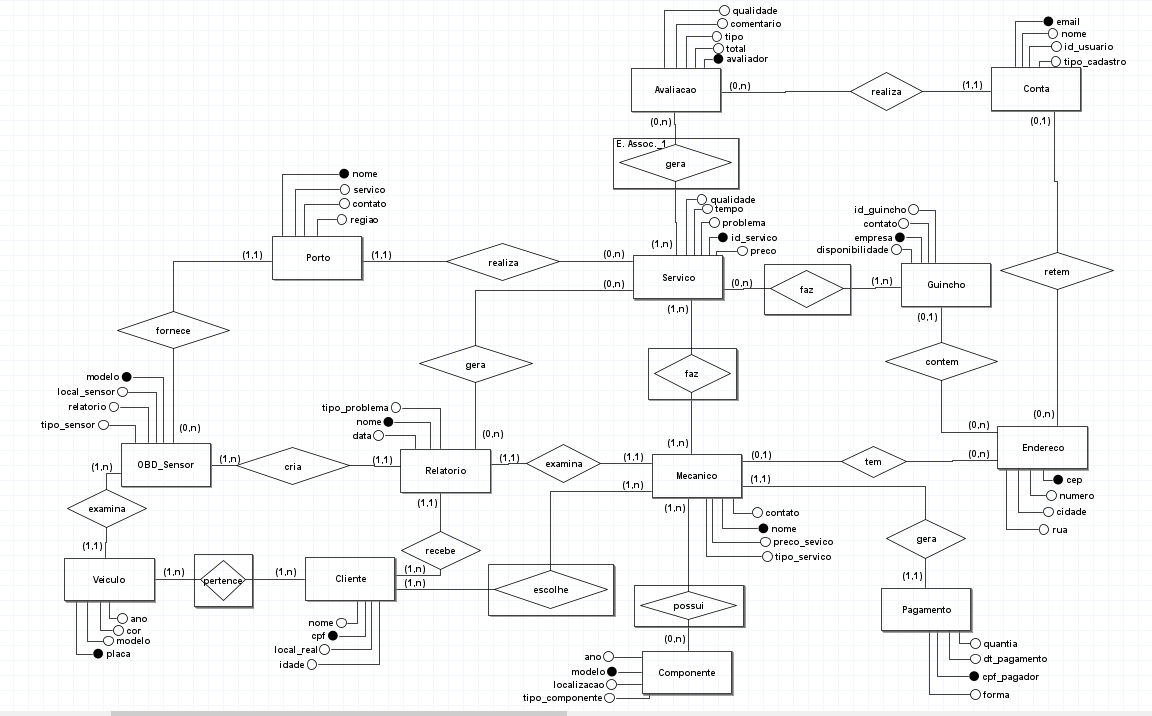 qualidade
comentario
tipo
total
avaliador
Avaliacao
(0,n)
realiza
(1,1)
email
nome
id_usuario
tipo_cadastro
Conta
(0,n)
(0,1)
E. Assoc._1
gera
nome
servico
contato
regiao
Porto
(1,1)
(1,1)
realiza
(0,n)
(1,n)
qualidade
tempo
problema
id_servico
preco
Servico
(0,n)
(0,n)
faz
(1,n)
id_guincho
contato
empresa
disponibilidade
Guincho
(0,1)
retem
(1,n)
fornece
gera
faz
contem
modelo
local_sensor
relatorio
tipo_sensor
(0,n)
OBD_Sensor
(1,n)
(1,n)
cria
(1,1)
tipo_problema
nome
data
(0,n)
Relatorio
(1,1)
examina
(1,1)
(1,n)
(1,n)
Mecanico
(0,1)
(1,1)
tem
(0,n)
(0,n)
(0,n)
Endereco
cep
numero
cidade
rua
examina
(1,1)
(1,1)
recebe
(1,n)
contato
nome
preco_sevico
tipo_servico
gera
(1,1)
Veiculo
(1,n)
pertence
(1,n)
Cliente
(1,n)
(1,n)
escolhe
possui
Pagamento
ano
cor
modelo
placa
nome
cpf
local_real
idade
(0,n)
ano
modelo
localizacao
tipo_componente
Componente
quantia
dt_pagamento
cpf_pagador
forma